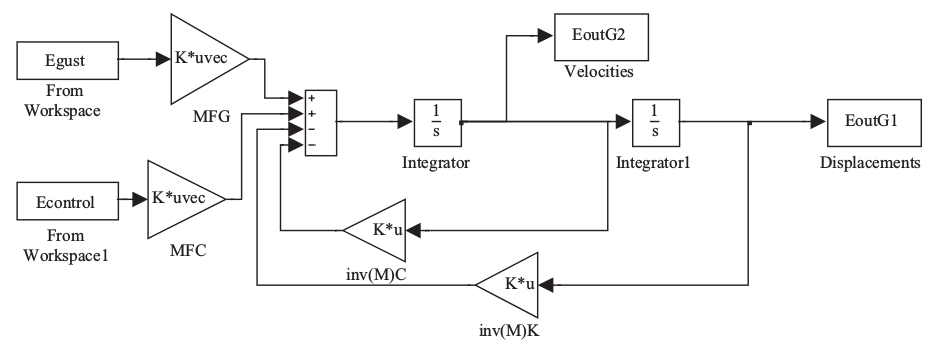 Egust
From
Workspace
K*uvec
MFG
Econtrol
From
Workspace1
K*uvec
MFC
+
+
−
−
1
s
Integrator
EoutG2
Velocities
1
s
Integrator1
EoutG1
Displacements
K*u
inv(M)C
K*u
inv(M)K